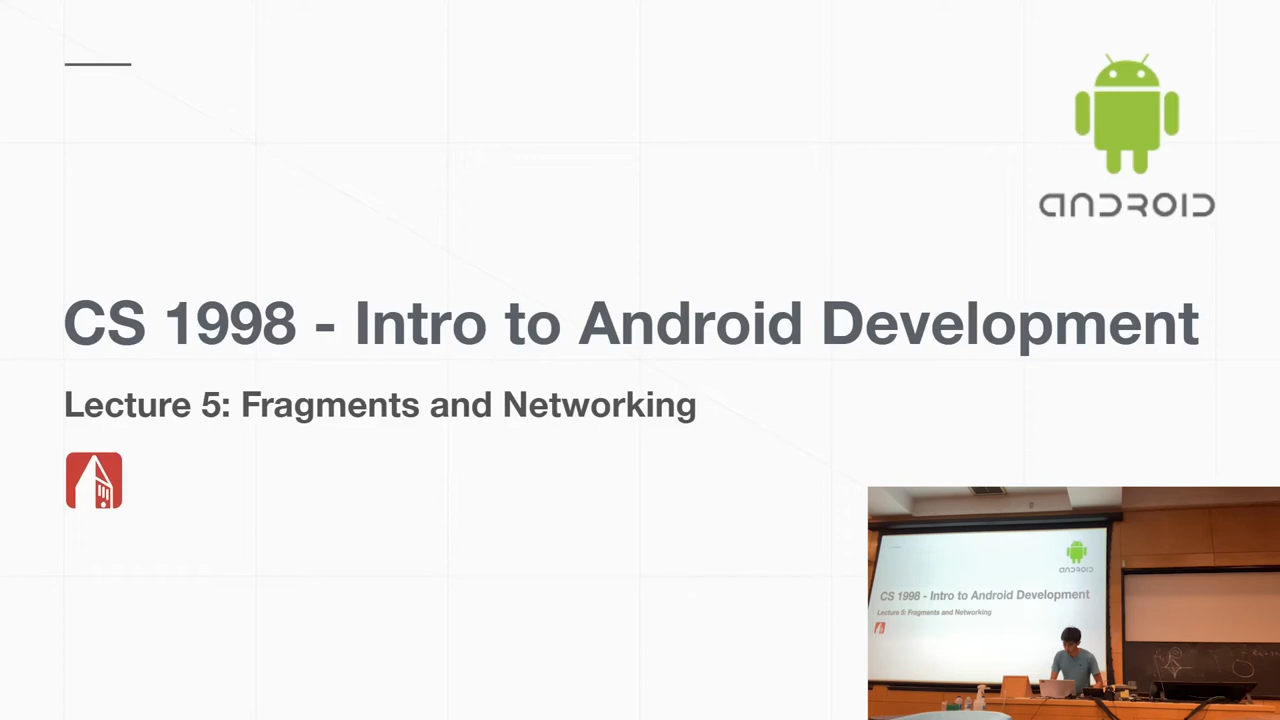 ANDROID
CS 1998 - Intro to Android Development
Lecture 5: Fragments and Networking
ANDROID
CS 1998 - Intro to Android Development
Lecture 5: Fragments and Networking